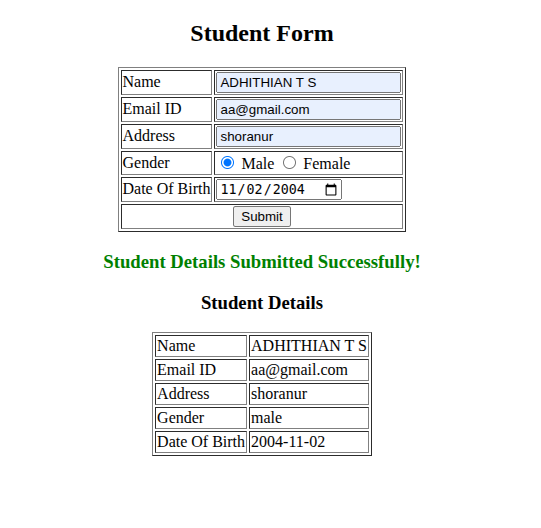 Student Form
Name ADHITHIAN T S
Email ID aa@gmail.com
Address shoranur
Gender Male Female
Date Of Birth 11/02/2004
Submit
Student Details Submitted Successfully!
Student Details
Name ADHITHIAN T S
Email ID aa@gmail.com
Address shoranur
Gender male
Date Of Birth 2004-11-02